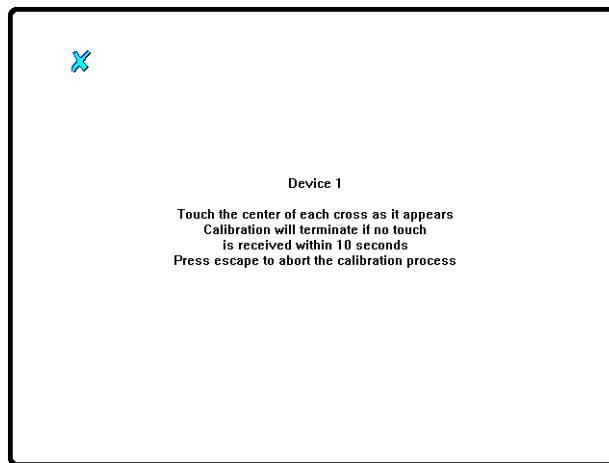 Device 1
Touch the center of each cross as it appears
Calibration will terminate if no touch
is received within 10 seconds
Press escape to abort the calibration process